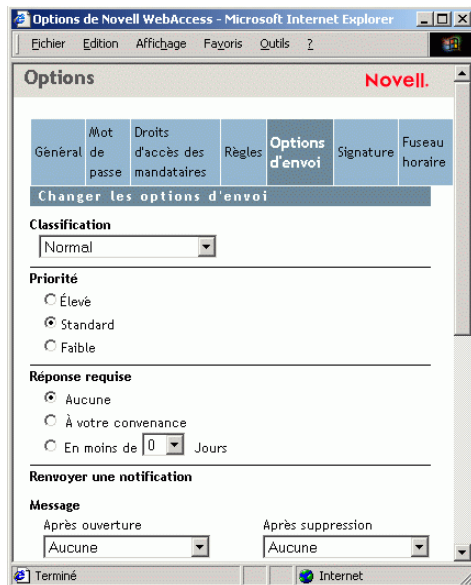 Options de Novell WebAccess - Microsoft Internet Explorer
Fichier Edition Affichage Favoris Outils ?
Options
Novell.
Général
Mot de passe
Droits d'accès des mandataires
Règles
Options d'envoi
Signature
Fuseau horaire
Changer les options d'envoi
Classification
Normal
Priorité
Élevé
Standard
Faible
Réponse requise
Aucune
À votre convenance
En moins de 0 Jours
Renvoyer une notification
Message
Après ouverture Après suppression
Aucune Aucune
Terminé Internet